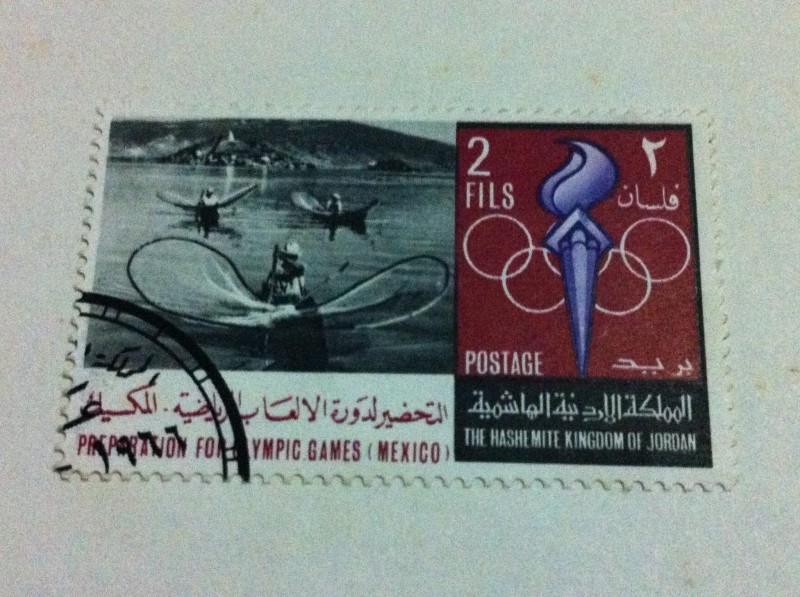 2
٢
FILS
فلسان
POSTAGE
بريد
التحضير لدورة الالعاب الرياضية - المكسيك
PREPARATION FOR OLYMPIC GAMES (MEXICO)
المملكة الاردنية الهاشمية
THE HASHEMITE KINGDOM OF JORDAN